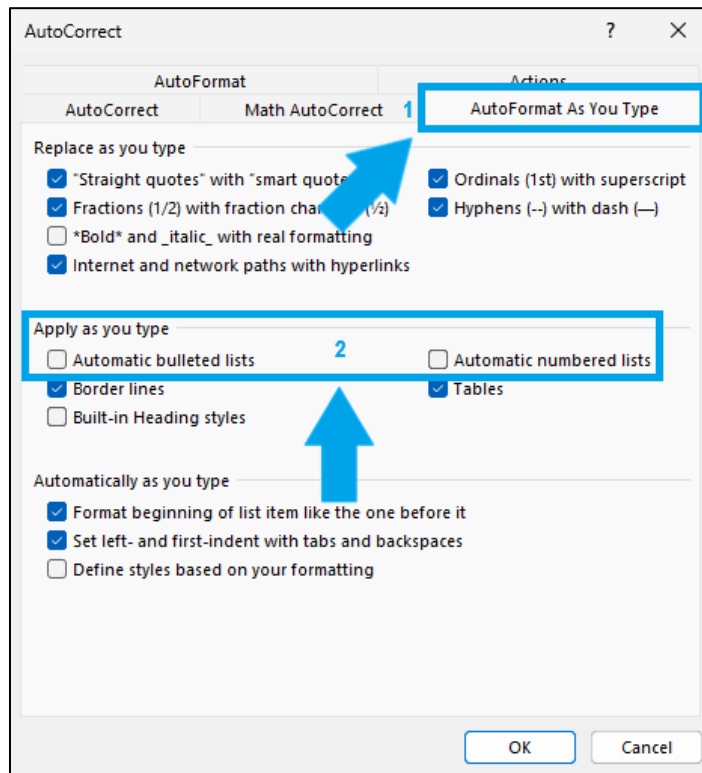 AutoCorrect ? ×
AutoFormat Actions
AutoCorrect Math AutoCorrect 1 AutoFormat As You Type
Replace as you type
"Straight quotes" with “smart quote Ordinals (1st) with superscript
Fractions (1/2) with fraction char (½) Hyphens (--) with dash (—)
*Bold* and _italic_ with real formatting
Internet and network paths with hyperlinks
Apply as you type
Automatic bulleted lists 2 Automatic numbered lists
Border lines Tables
Built-in Heading styles
Automatically as you type
Format beginning of list item like the one before it
Set left- and first-indent with tabs and backspaces
Define styles based on your formatting
OK Cancel